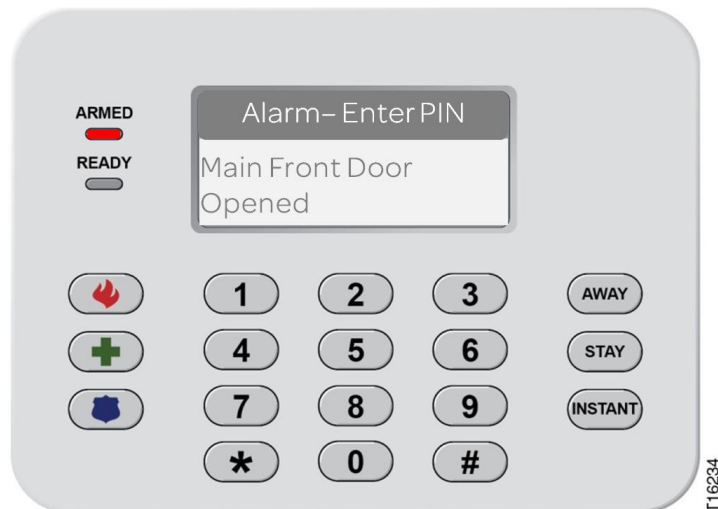 ARMED
READY
Alarm– Enter PIN
Main Front Door
Opened
1 2 3 AWAY
4 5 6 STAY
7 8 9 INSTANT
* 0 #
T16234